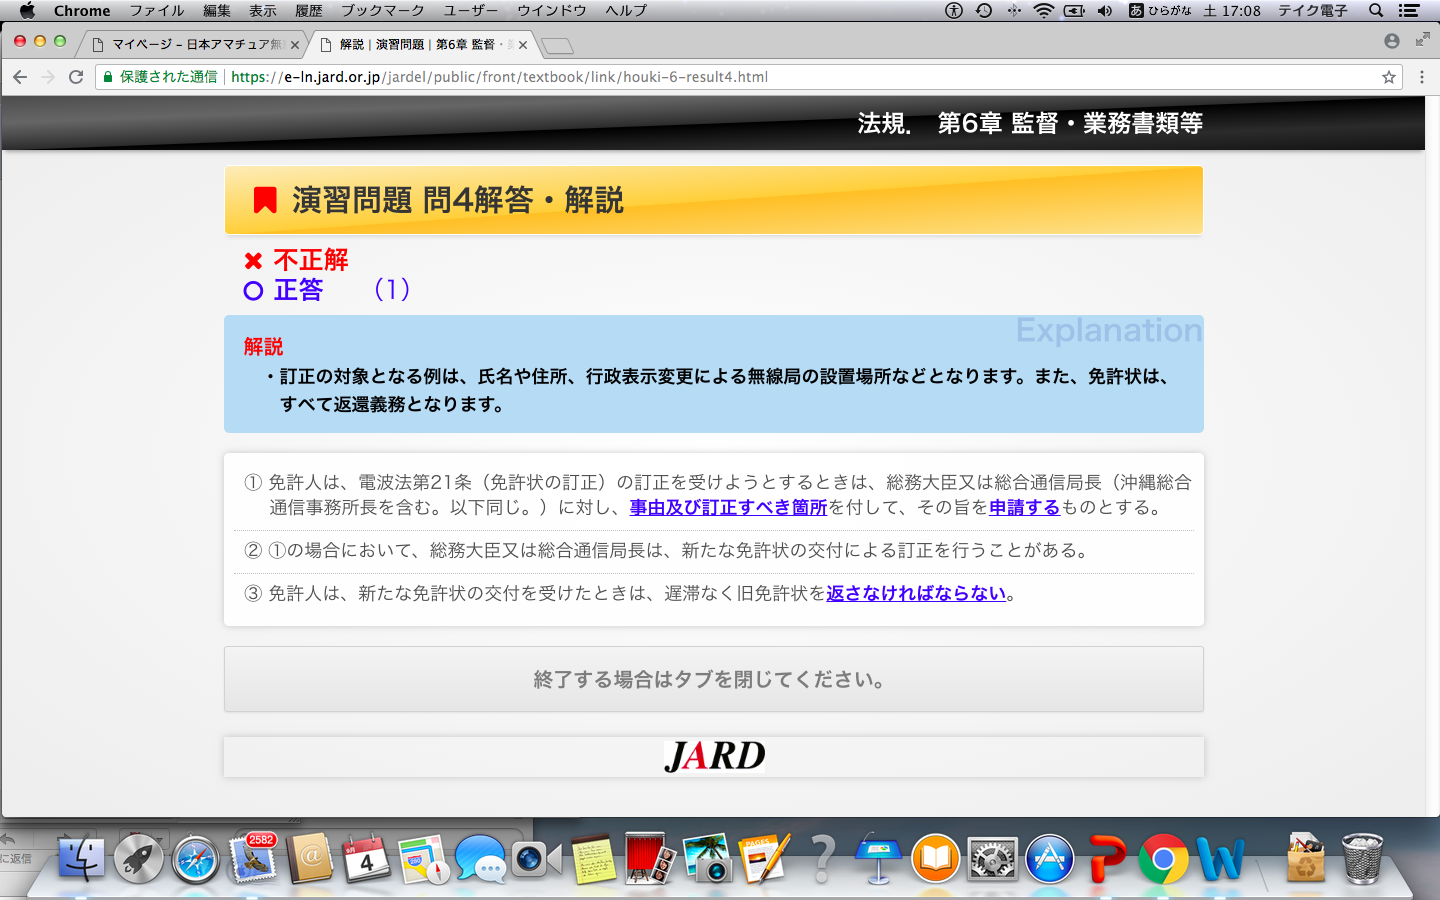 Chrome ファイル 編集 表示 履歴 ブックマーク ユーザー ウインドウ ヘルプ あ ひらがな 土 17:08 テイク電子
マイページ - 日本アマチュア無 解説 | 演習問題 | 第6章 監督・
保護された通信 https://e-ln.jard.or.jp/jardel/public/front/textbook/link/houki-6-result4.html
法規. 第6章 監督・業務書類等
演習問題 問4解答・解説
不正解
正答 （1）
Explanation
解説
・訂正の対象となる例は、氏名や住所、行政表示変更による無線局の設置場所などとなります。また、免許状は、
すべて返還義務となります。
① 免許人は、電波法第21条（免許状の訂正）の訂正を受けようとするときは、総務大臣又は総合通信局長（沖縄総合
通信事務所長を含む。以下同じ。）に対し、事由及び訂正すべき箇所を付して、その旨を申請するものとする。
② ①の場合において、総務大臣又は総合通信局長は、新たな免許状の交付による訂正を行うことがある。
③ 免許人は、新たな免許状の交付を受けたときは、遅滞なく旧免許状を返さなければならない。
終了する場合はタブを閉じてください。
JARD
に返信
2582
4
280
PAGES